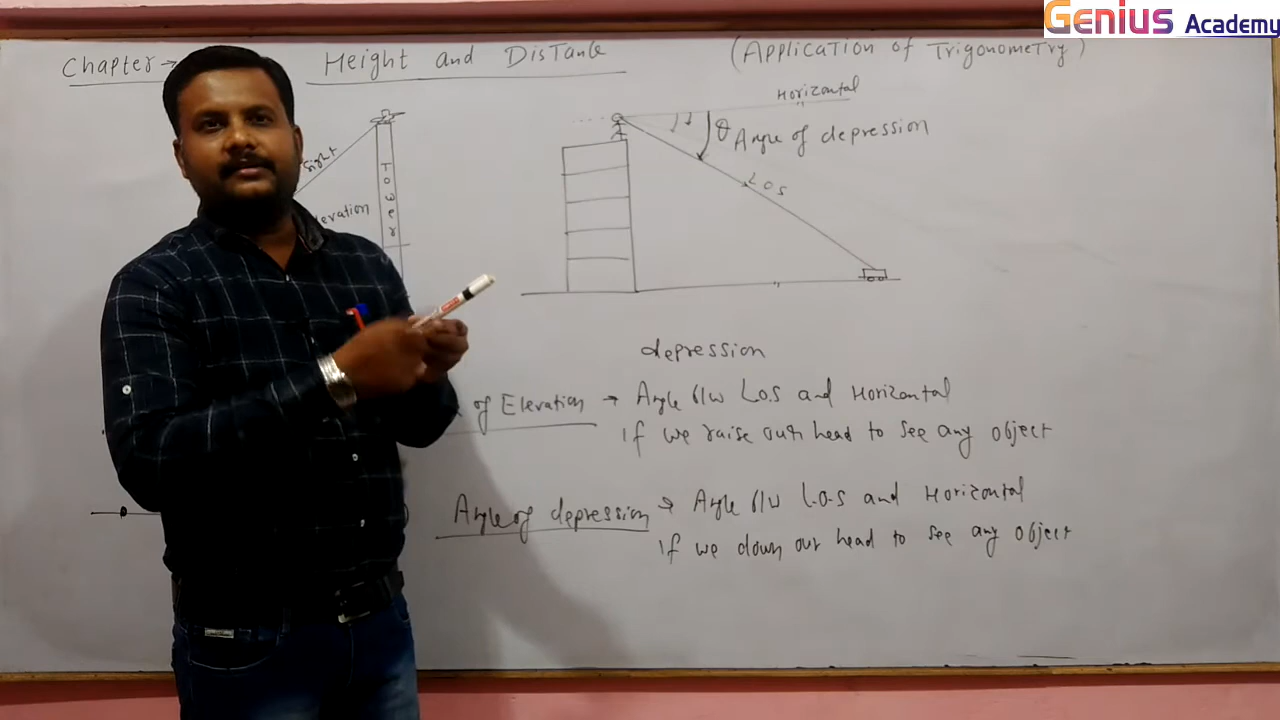 Genius Academy
Chapter → Height and Distance (Application of Trigonometry)
Horizontal
θ Angle of depression
Sight
LOS
Tower
evation
depression
of Elevation → Angle b/w L.O.S and Horizontal
if we raise our head to see any object
Angle of depression → Angle b/w L.O.S and Horizontal
if we down our head to see any object